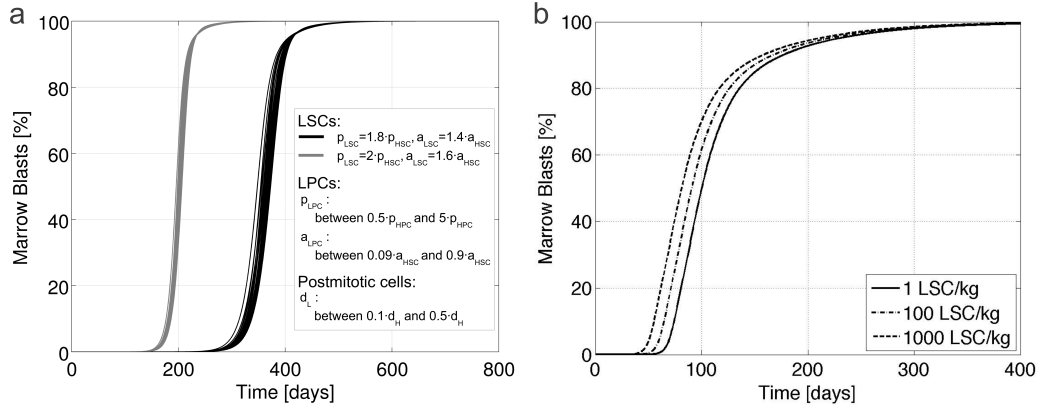 a
100
80
60
40
20
0
Marrow Blasts [%]
0 200 400 600 800
Time [days]
LSCs:
p_LSC=1.8·p_HSC, a_LSC=1.4·a_HSC
p_LSC=2·p_HSC, a_LSC=1.6·a_HSC
LPCs:
p_LPC :
between 0.5·p_HPC and 5·p_HPC
a_LPC :
between 0.09·a_HSC and 0.9·a_HSC
Postmitotic cells:
d_L :
between 0.1·d_H and 0.5·d_H
b
100
80
60
40
20
0
Marrow Blasts [%]
0 100 200 300 400
Time [days]
1 LSC/kg
100 LSC/kg
1000 LSC/kg